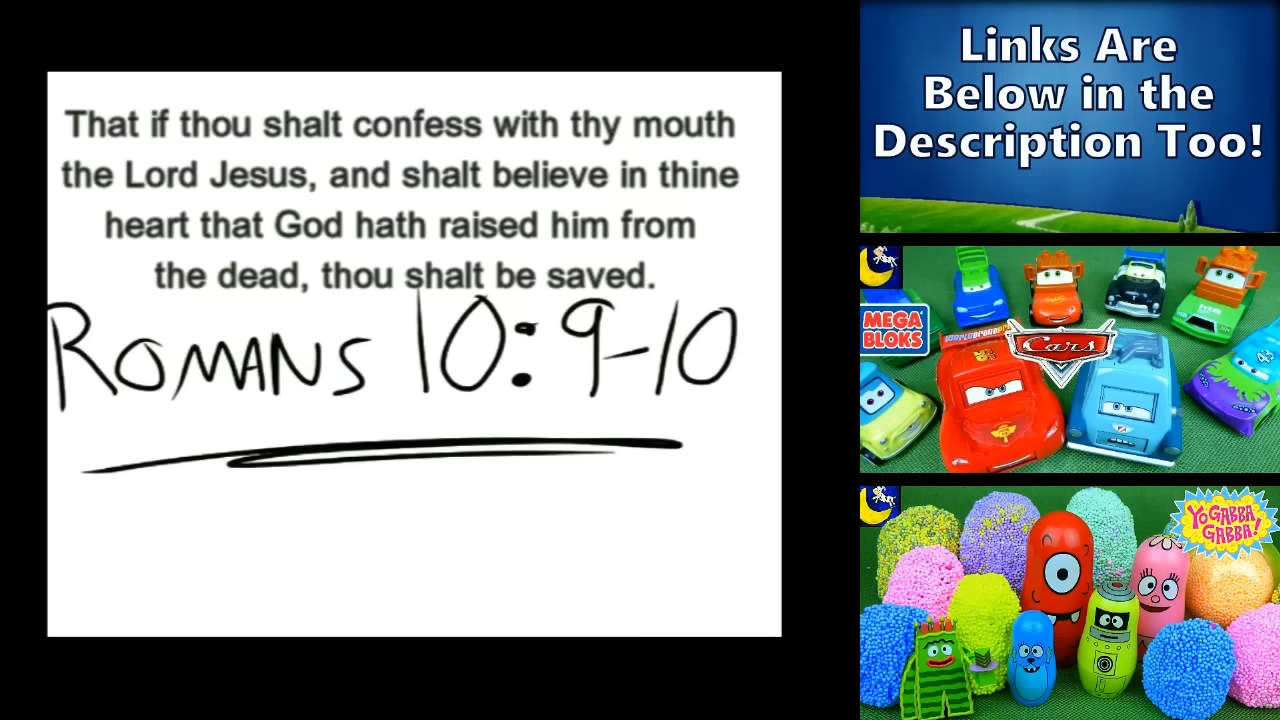 That if thou shalt confess with thy mouth
the Lord Jesus, and shalt believe in thine
heart that God hath raised him from
the dead, thou shalt be saved.
ROMANS 10:9-10
Links Are
Below in the
Description Too!
MEGA
BLOKS
Cars
YO GABBA
GABBA!